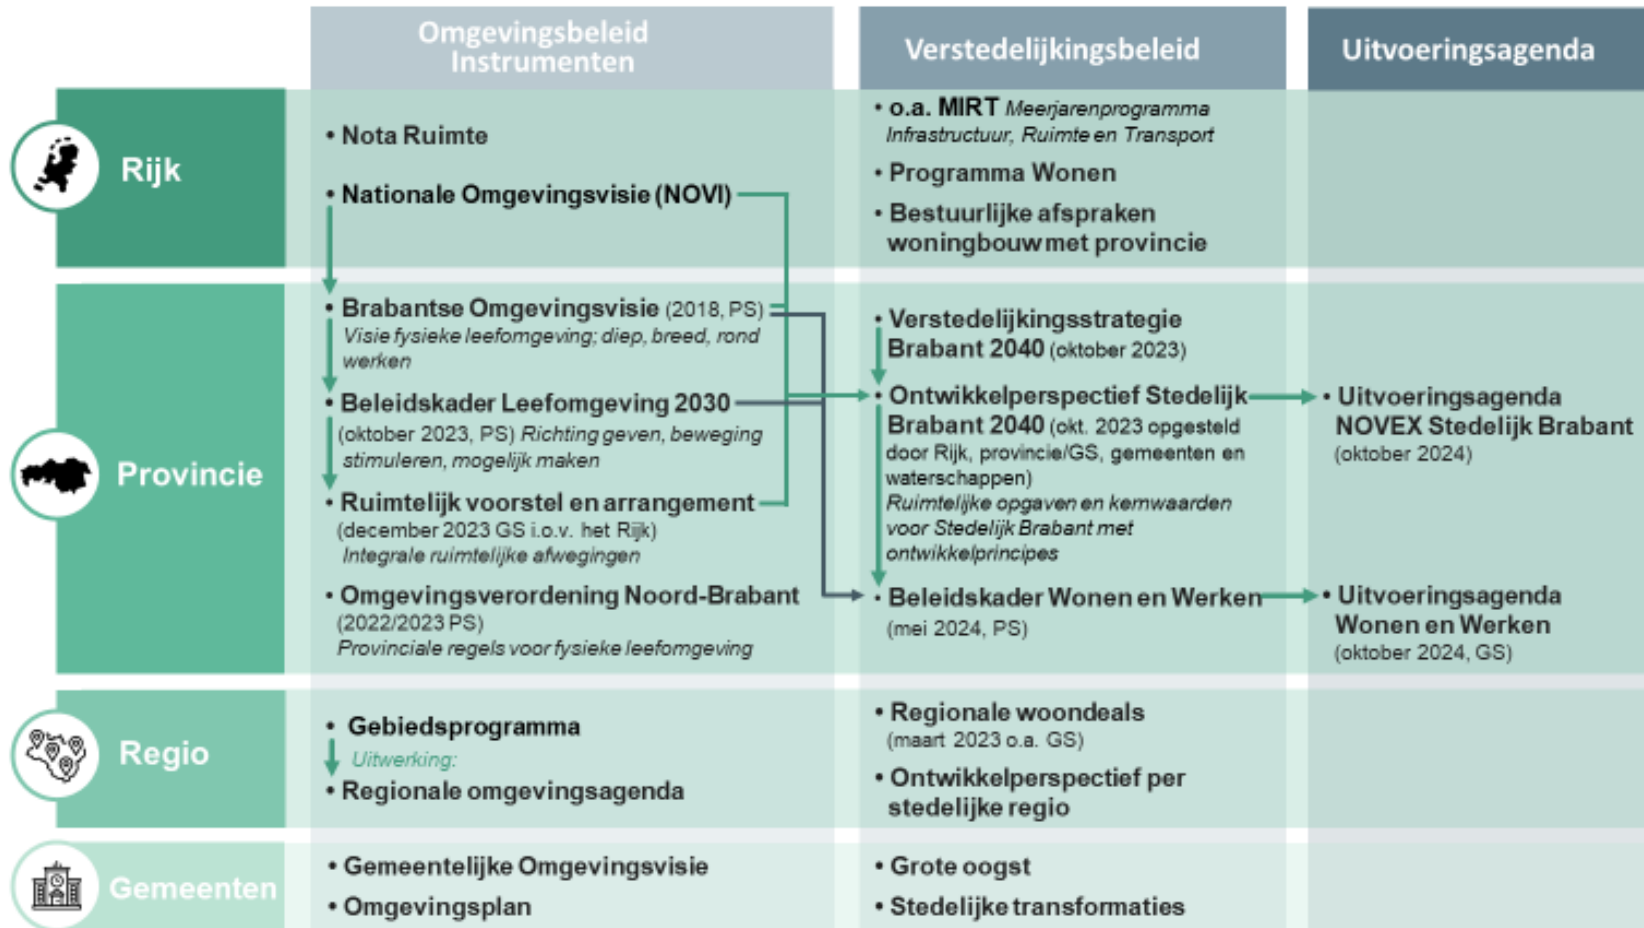 Omgevingsbeleid
Instrumenten
Verstedelijkingsbeleid
Uitvoeringsagenda
Rijk
• Nota Ruimte
• Nationale Omgevingsvisie (NOVI)
• o.a. MIRT Meerjarenprogramma
Infrastructuur, Ruimte en Transport
• Programma Wonen
• Bestuurlijke afspraken
woningbouw met provincie
Provincie
• Brabantse Omgevingsvisie (2018, PS)
Visie fysieke leefomgeving; diep, breed, rond
werken
• Beleidskader Leefomgeving 2030
(oktober 2023, PS) Richting geven, beweging
stimuleren, mogelijk maken
• Ruimtelijk voorstel en arrangement
(december 2023 GS i.o.v. het Rijk)
Integrale ruimtelijke afwegingen
• Omgevingsverordening Noord-Brabant
(2022/2023 PS)
Provinciale regels voor fysieke leefomgeving
• Verstedelijkingsstrategie
Brabant 2040 (oktober 2023)
• Ontwikkelperspectief Stedelijk
Brabant 2040 (okt. 2023 opgesteld
door Rijk, provincie/GS, gemeenten en
waterschappen)
Ruimtelijke opgaven en kernwaarden
voor Stedelijk Brabant met
ontwikkelprincipes
• Beleidskader Wonen en Werken
(mei 2024, PS)
• Uitvoeringsagenda
NOVEX Stedelijk Brabant
(oktober 2024)
• Uitvoeringsagenda
Wonen en Werken
(oktober 2024, GS)
Regio
• Gebiedsprogramma
Uitwerking:
• Regionale omgevingsagenda
• Regionale woondeals
(maart 2023 o.a. GS)
• Ontwikkelperspectief per
stedelijke regio
Gemeenten
• Gemeentelijke Omgevingsvisie
• Omgevingsplan
• Grote oogst
• Stedelijke transformaties